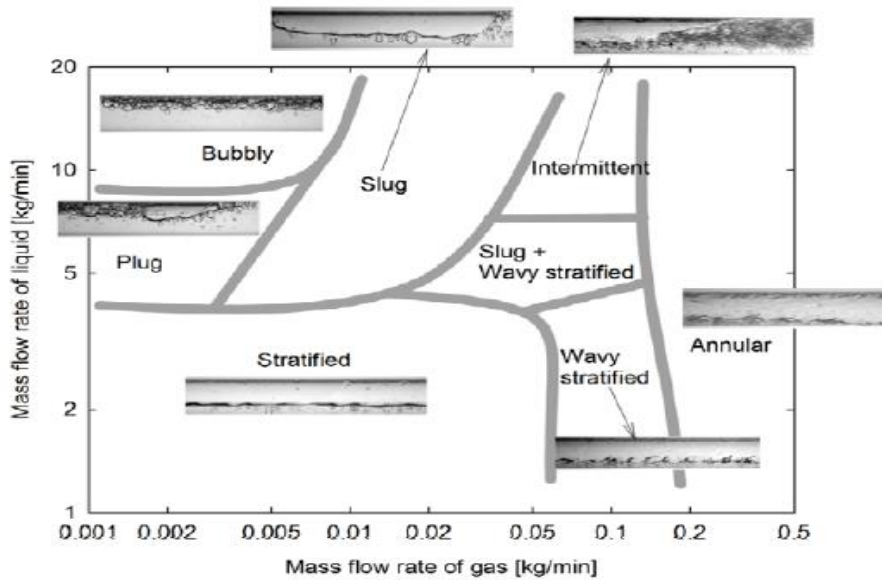 20
10
5
2
1
Mass flow rate of liquid [kg/min]
Bubbly
Slug
Intermittent
Plug
Slug +
Wavy stratified
Stratified
Wavy
stratified
Annular
0.001 0.002 0.005 0.01 0.02 0.05 0.1 0.2 0.5
Mass flow rate of gas [kg/min]